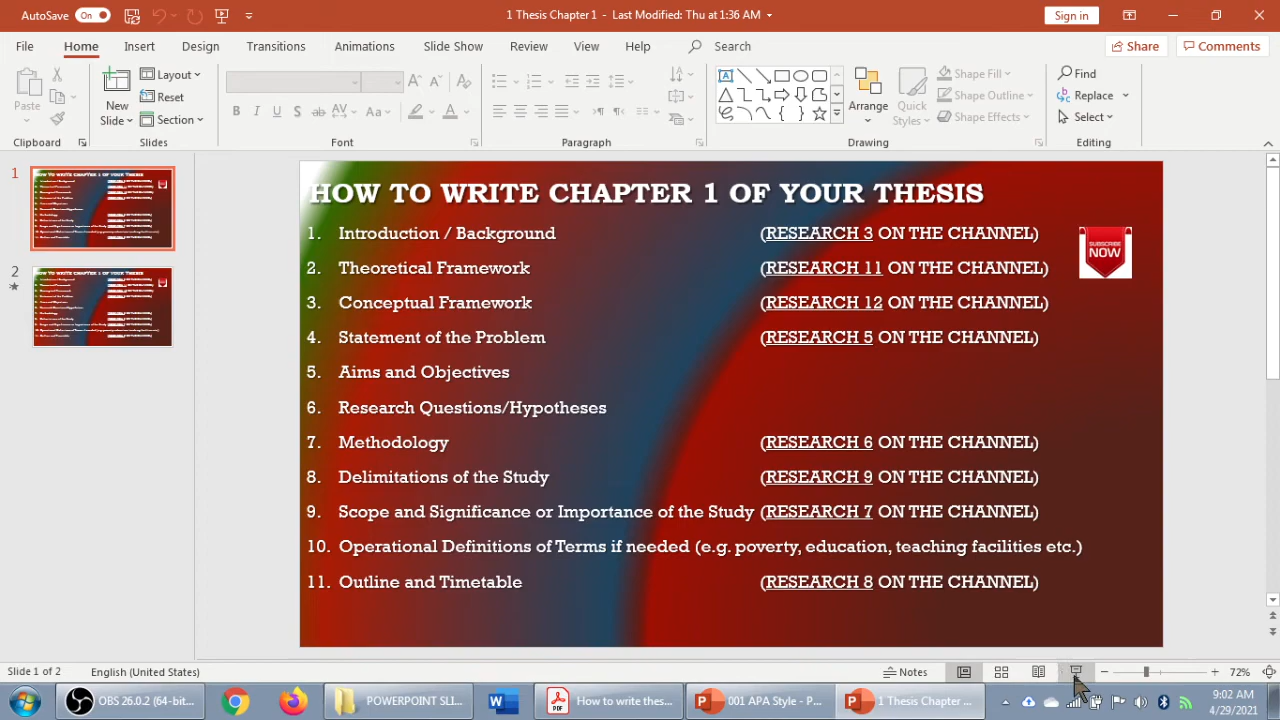 AutoSave On 1 Thesis Chapter 1 - Last Modified: Thu at 1:36 AM Sign in
File Home Insert Design Transitions Animations Slide Show Review View Help Search Share Comments
Paste New Slide Layout Reset Section Shape Fill Shape Outline Shape Effects Arrange Quick Styles Find Replace Select
Clipboard Slides Font Paragraph Drawing Editing
1
2
HOW TO WRITE CHAPTER 1 OF YOUR THESIS
1. Introduction / Background (RESEARCH 3 ON THE CHANNEL)
SUBSCRIBE
NOW
2. Theoretical Framework (RESEARCH 11 ON THE CHANNEL)
3. Conceptual Framework (RESEARCH 12 ON THE CHANNEL)
4. Statement of the Problem (RESEARCH 5 ON THE CHANNEL)
5. Aims and Objectives
6. Research Questions/Hypotheses
7. Methodology (RESEARCH 6 ON THE CHANNEL)
8. Delimitations of the Study (RESEARCH 9 ON THE CHANNEL)
9. Scope and Significance or Importance of the Study (RESEARCH 7 ON THE CHANNEL)
10. Operational Definitions of Terms if needed (e.g. poverty, education, teaching facilities etc.)
11. Outline and Timetable (RESEARCH 8 ON THE CHANNEL)
Slide 1 of 2 English (United States) Notes 72%
OBS 26.0.2 (64-bit... POWERPOINT SLI... How to write thes... 001 APA Style - P... 1 Thesis Chapter ... 9:02 AM
4/29/2021